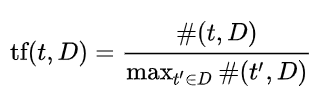 tf(t, D) = #(t, D) / max_{t'∈D} #(t', D)